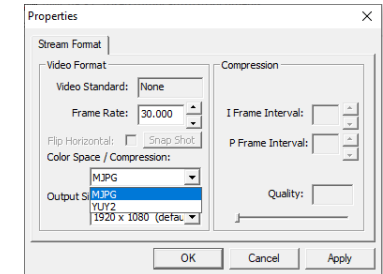 Properties
Stream Format
Video Format
Video Standard: None
Frame Rate: 30.000
Flip Horizontal: Snap Shot
Color Space / Compression:
MJPG
MJPG
YUY2
Output S
1920 x 1080 (defau
Compression
I Frame Interval:
P Frame Interval:
Quality:
OK
Cancel
Apply